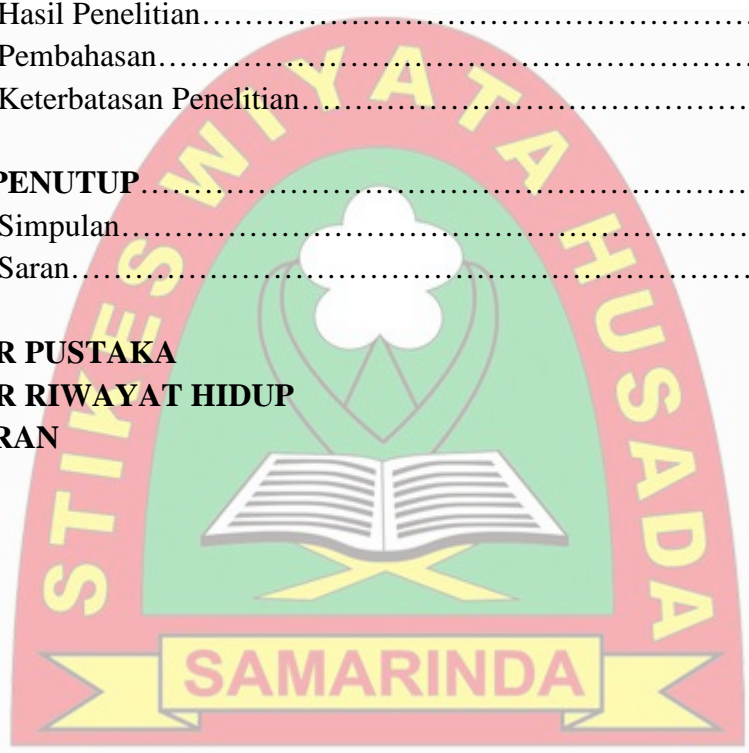 Hasil Penelitian……………………………………………………
Pembahasan…………………………………………………………
Keterbatasan Penelitian……………………………………………
PENUTUP……………………………………………………………
Simpulan………………………………………………………………
Saran……………………………………………………………………
R PUSTAKA
R RIWAYAT HIDUP
RAN
STIKES WIYATA HUSADA
SAMARINDA